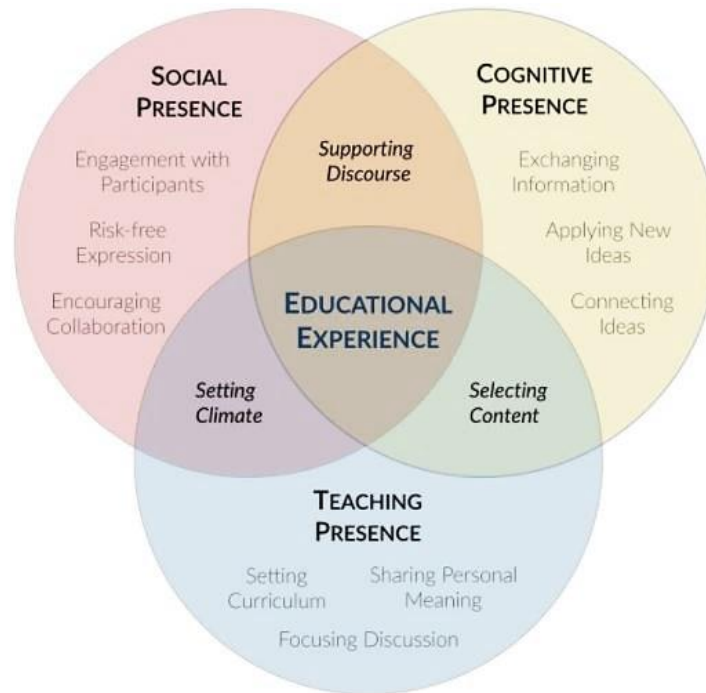 SOCIAL
PRESENCE
Engagement with
Participants
Risk-free
Expression
Encouraging
Collaboration
Supporting
Discourse
COGNITIVE
PRESENCE
Exchanging
Information
Applying New
Ideas
Connecting
Ideas
EDUCATIONAL
EXPERIENCE
Setting
Climate
Selecting
Content
TEACHING
PRESENCE
Setting
Curriculum
Sharing Personal
Meaning
Focusing Discussion